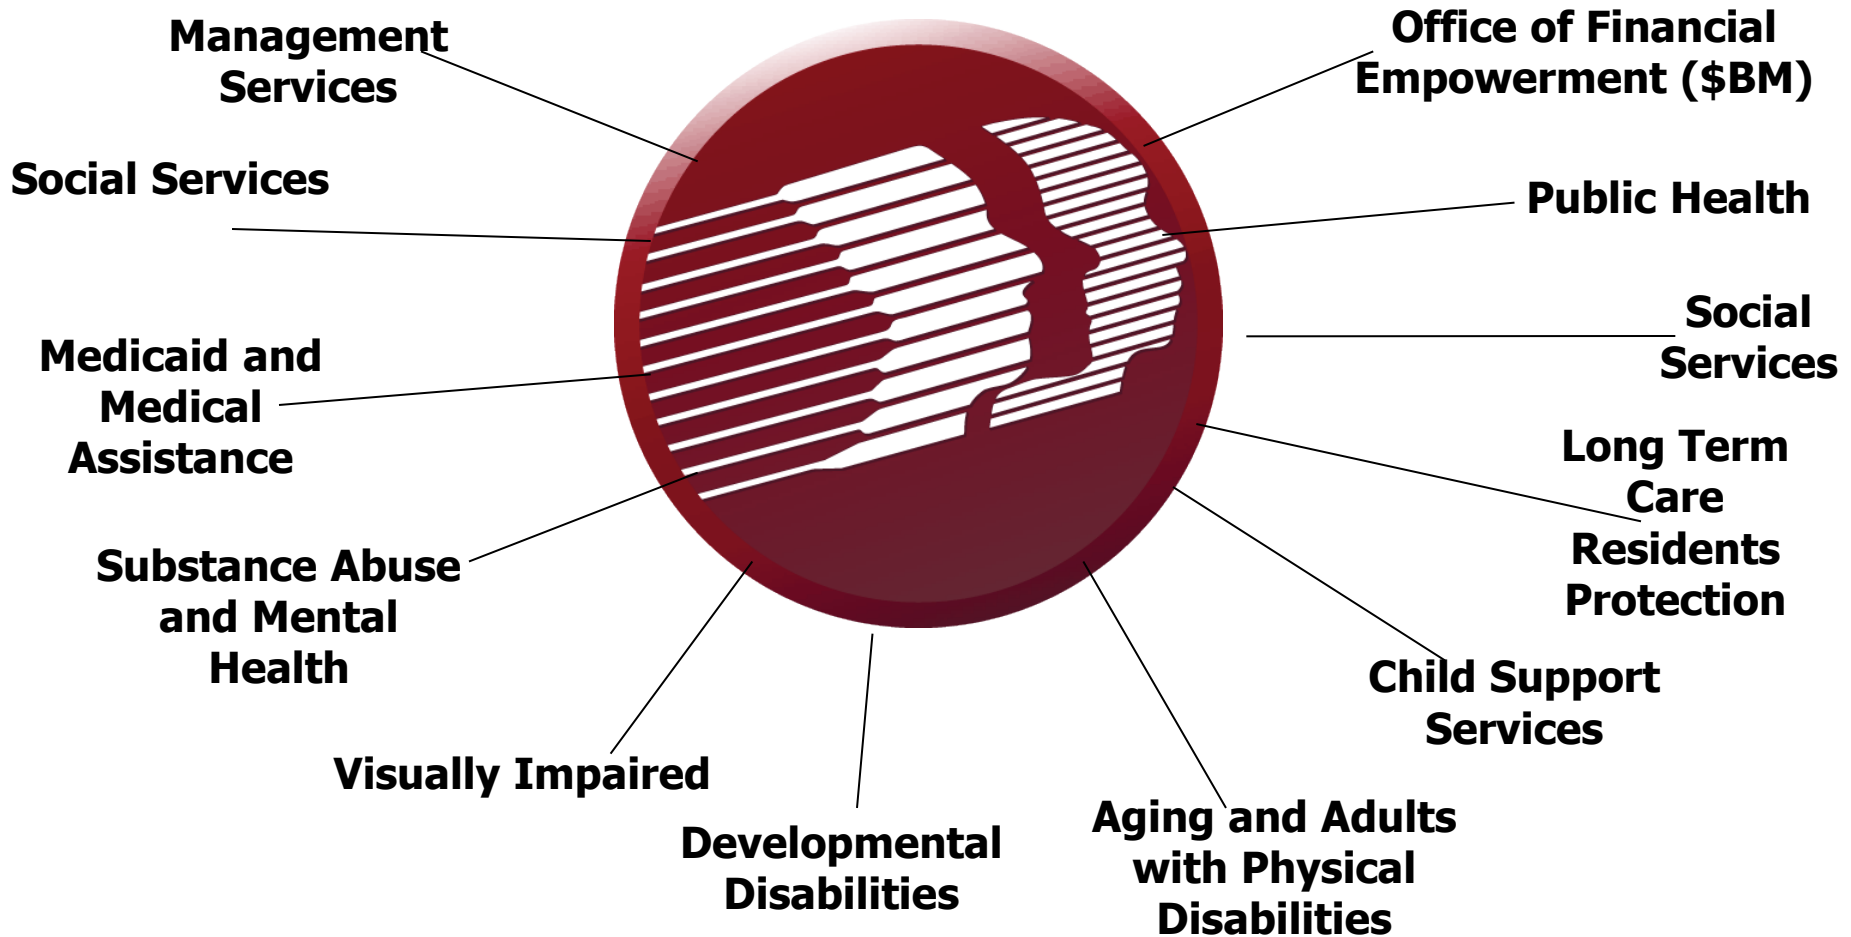 Management
Services
Office of Financial
Empowerment ($BM)
Social Services
Public Health
Social
Services
Medicaid and
Medical
Assistance
Long Term
Care
Residents
Protection
Substance Abuse
and Mental
Health
Child Support
Services
Visually Impaired
Developmental
Disabilities
Aging and Adults
with Physical
Disabilities